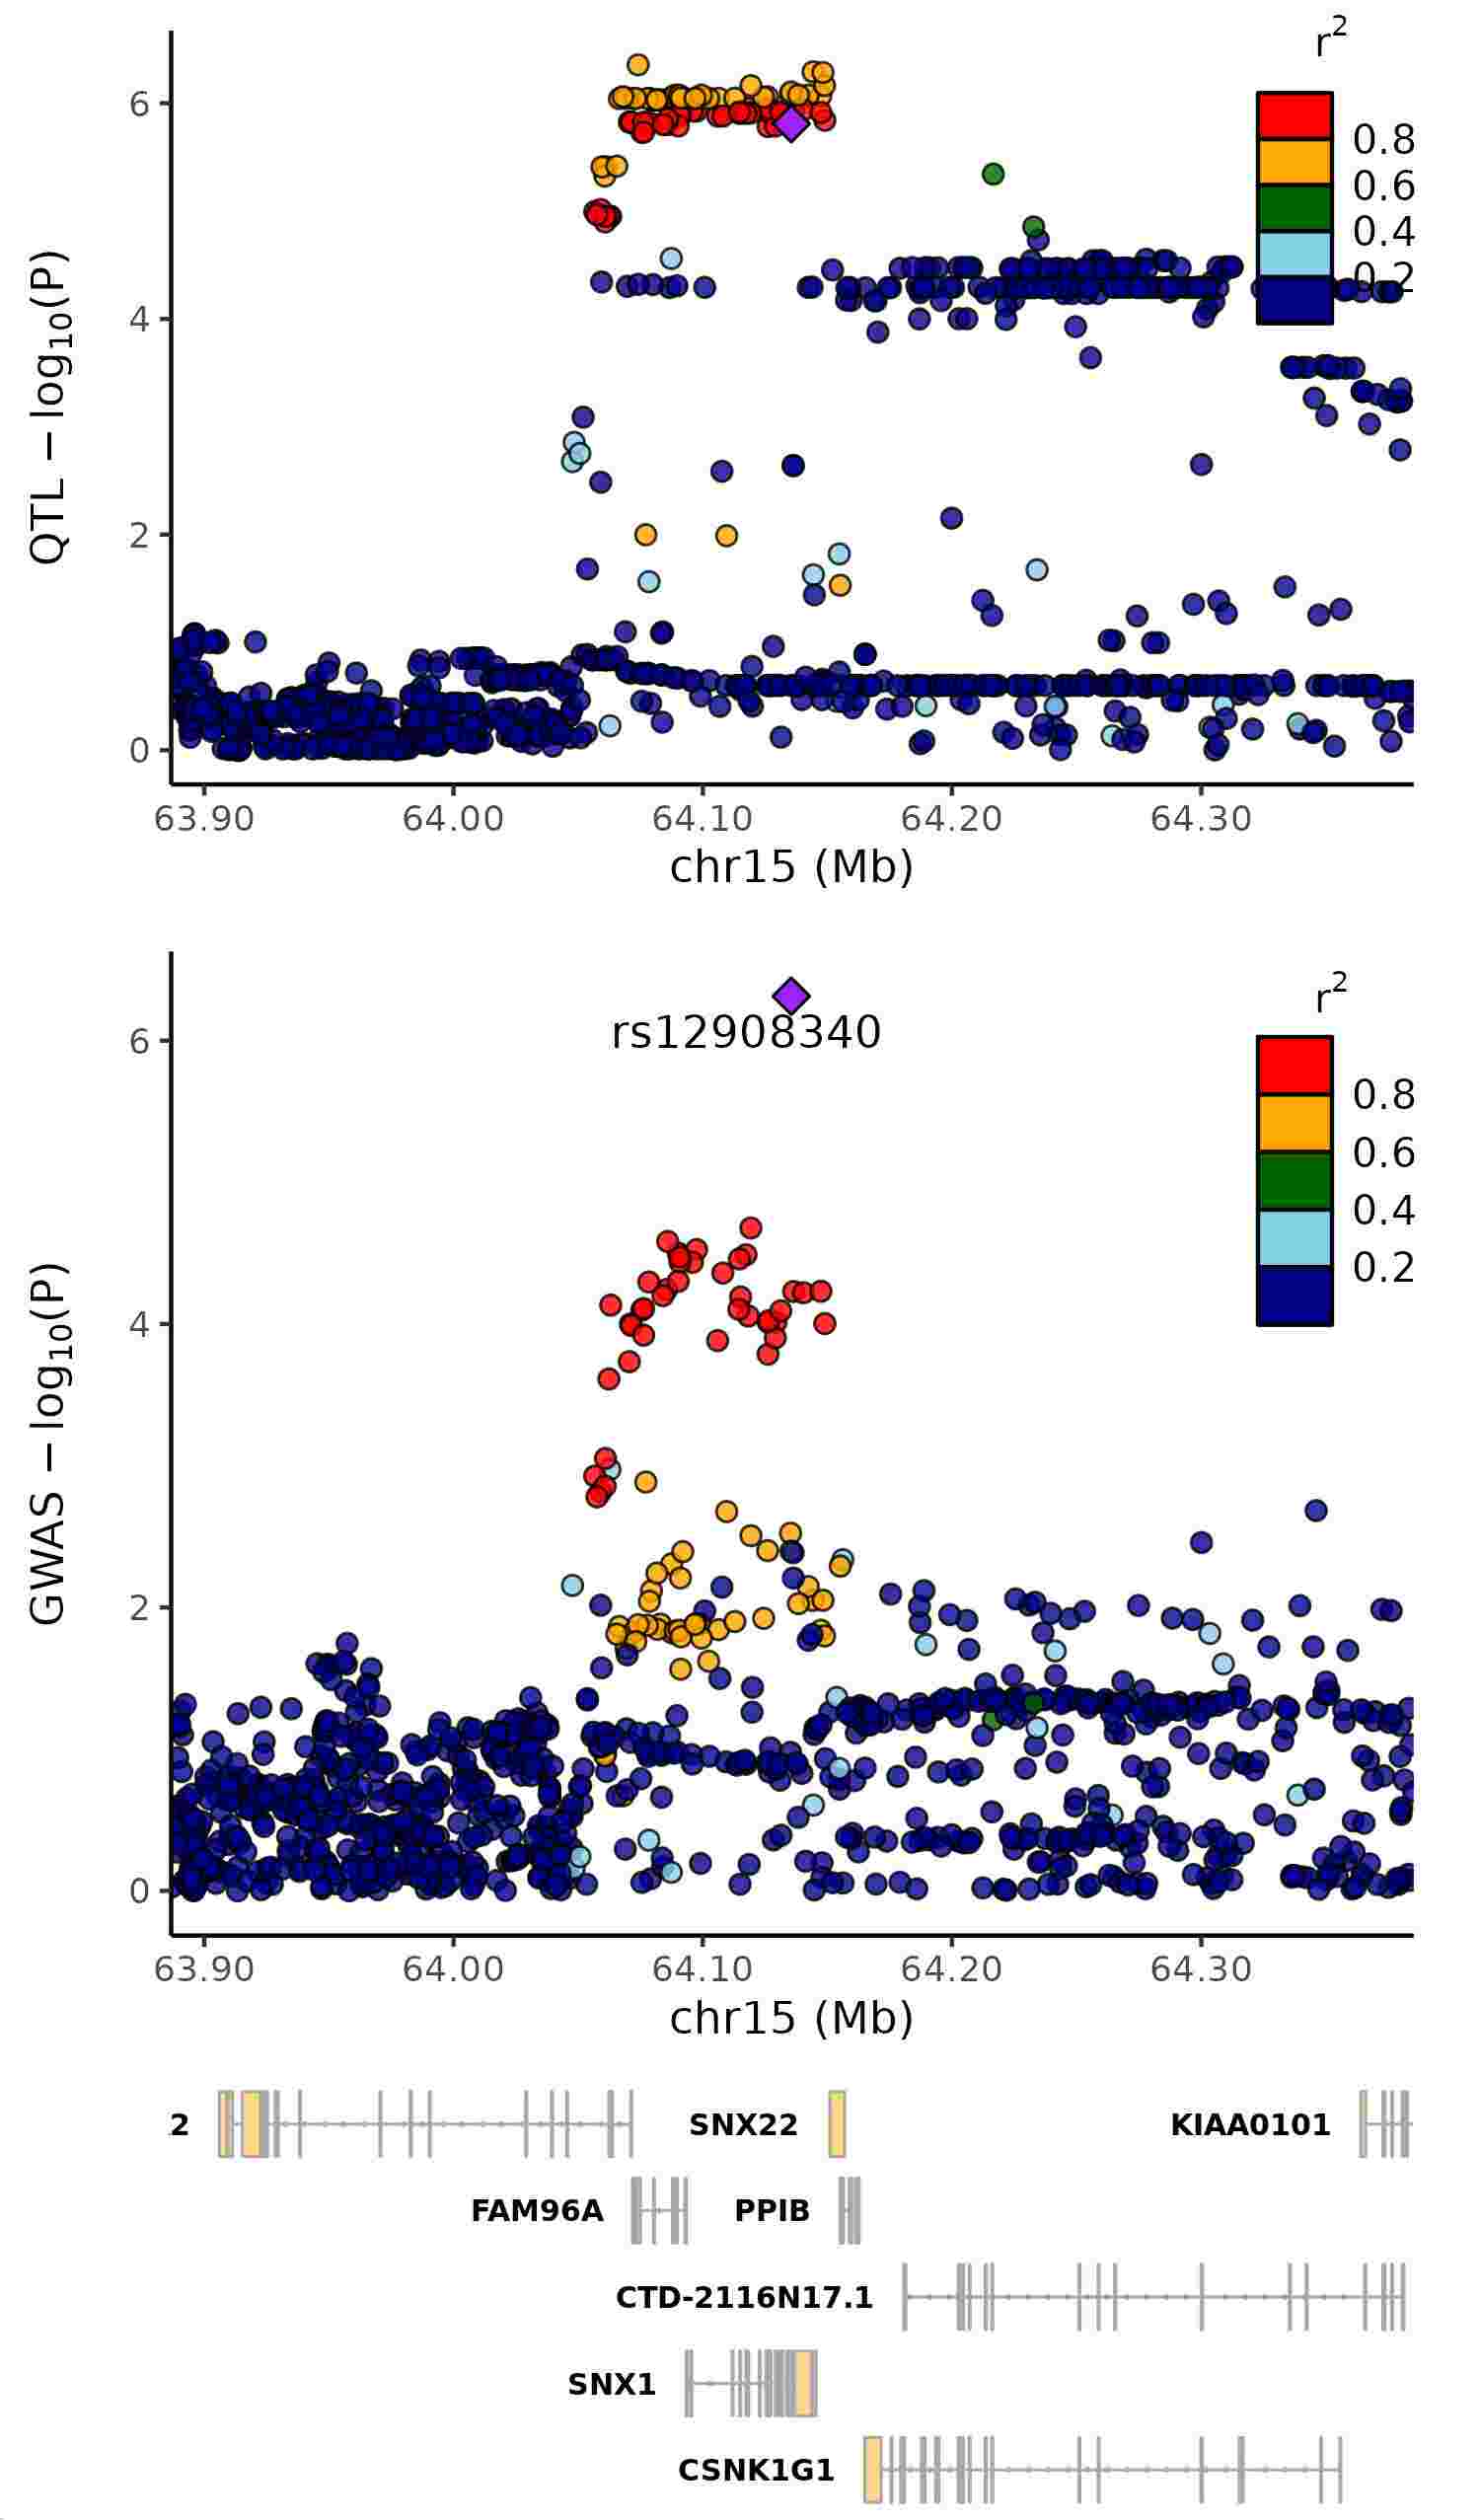 r2
6
4
2
0
0.8
0.6
0.4
0.2
QTL − log10(P)
63.90 64.00 64.10 64.20 64.30
chr15 (Mb)
r2
rs12908340
6
4
2
0
0.8
0.6
0.4
0.2
GWAS − log10(P)
63.90 64.00 64.10 64.20 64.30
chr15 (Mb)
2 SNX22 KIAA0101
FAM96A PPIB
CTD-2116N17.1
SNX1
CSNK1G1